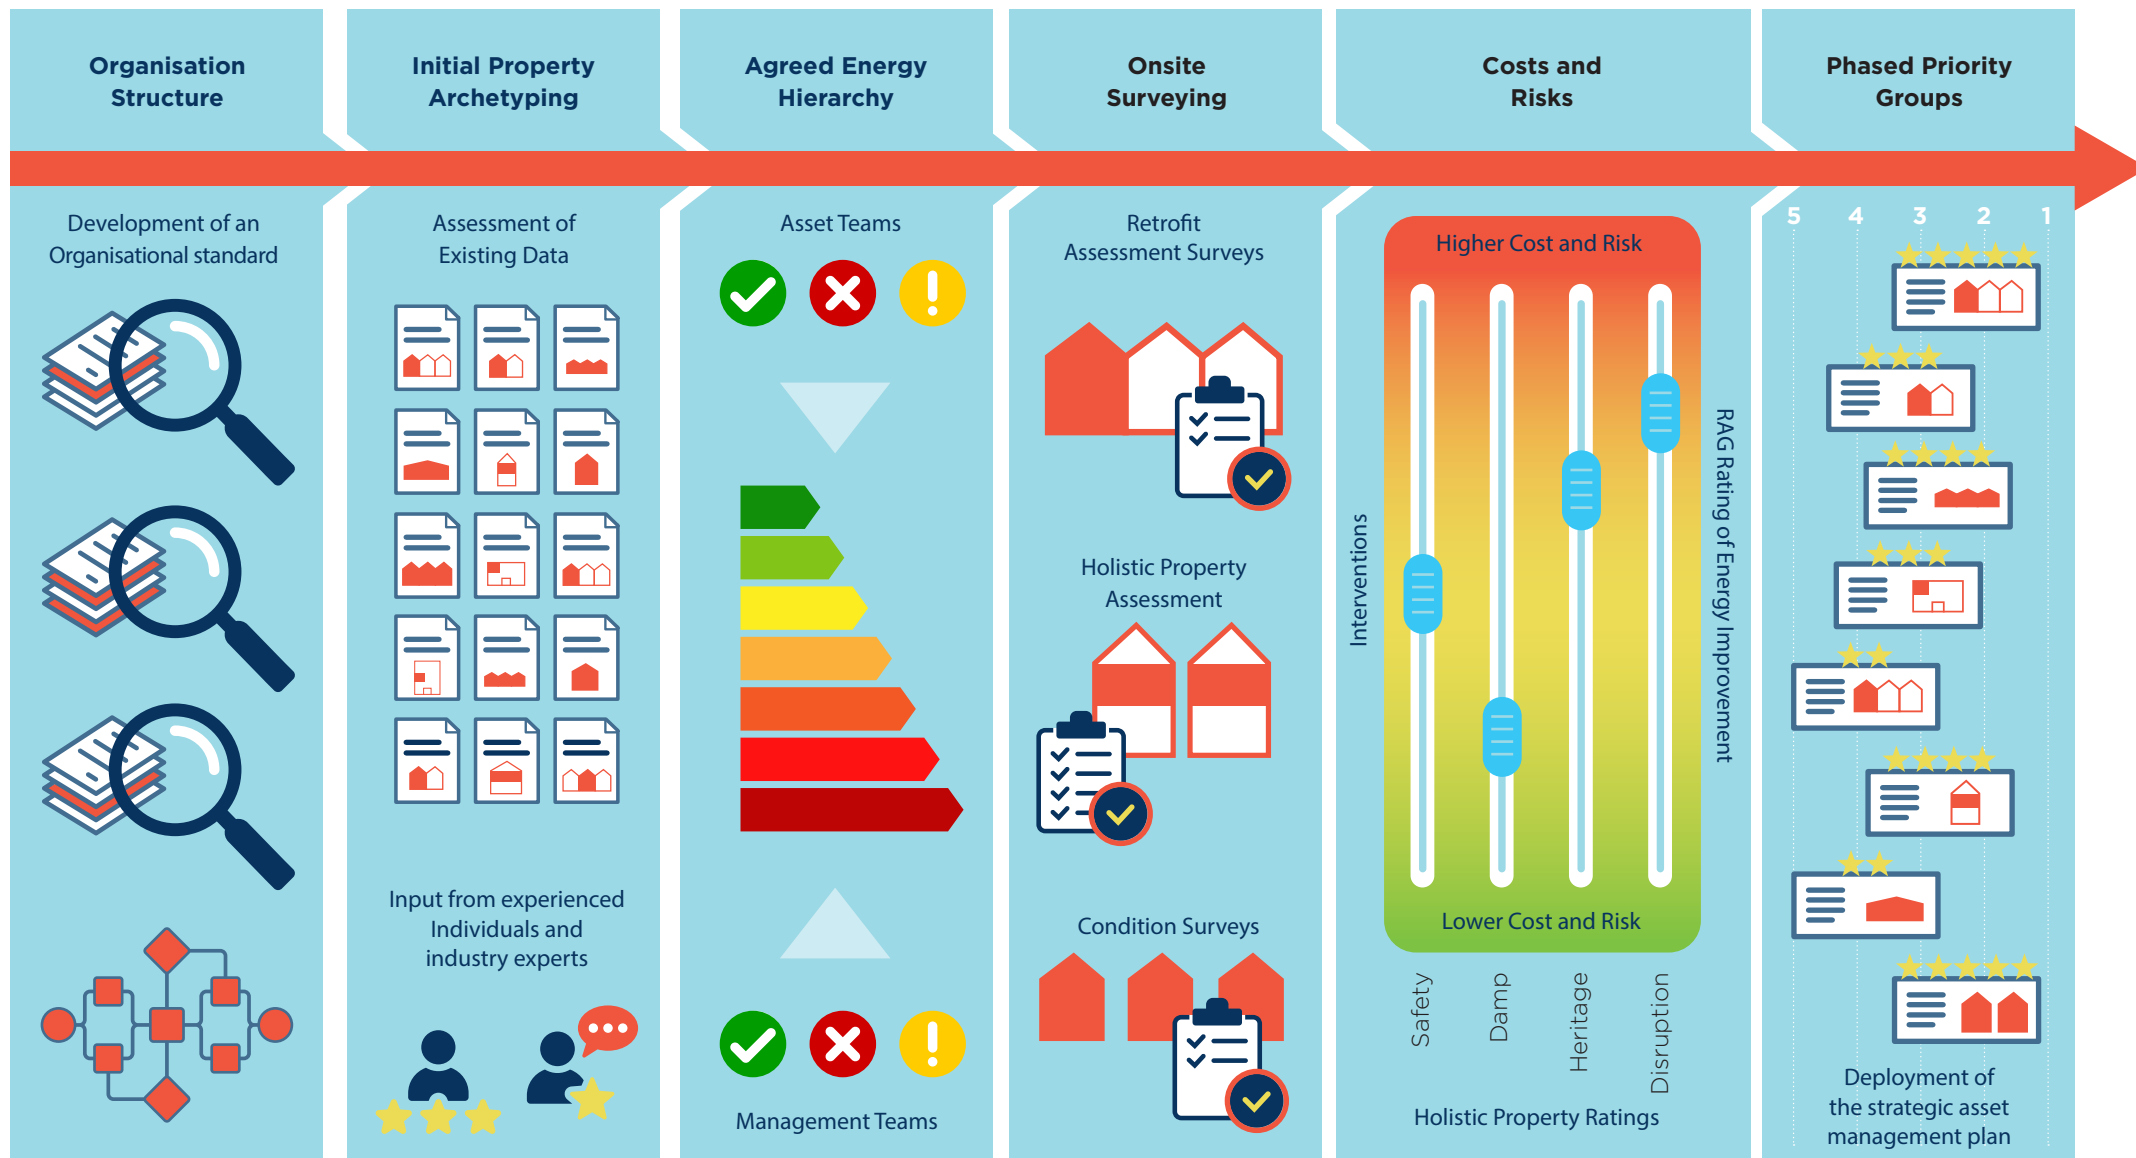 Organisation
Structure
Initial Property
Archetyping
Agreed Energy
Hierarchy
Onsite
Surveying
Costs and
Risks
Phased Priority
Groups
Development of an
Organisational standard
Assessment of
Existing Data
Input from experienced
Individuals and
industry experts
Asset Teams
Management Teams
Retrofit
Assessment Surveys
Holistic Property
Assessment
Condition Surveys
Higher Cost and Risk
Interventions
RAG Rating of Energy Improvement
Lower Cost and Risk
Safety
Damp
Heritage
Disruption
Holistic Property Ratings
5 4 3 2 1
Deployment of
the strategic asset
management plan